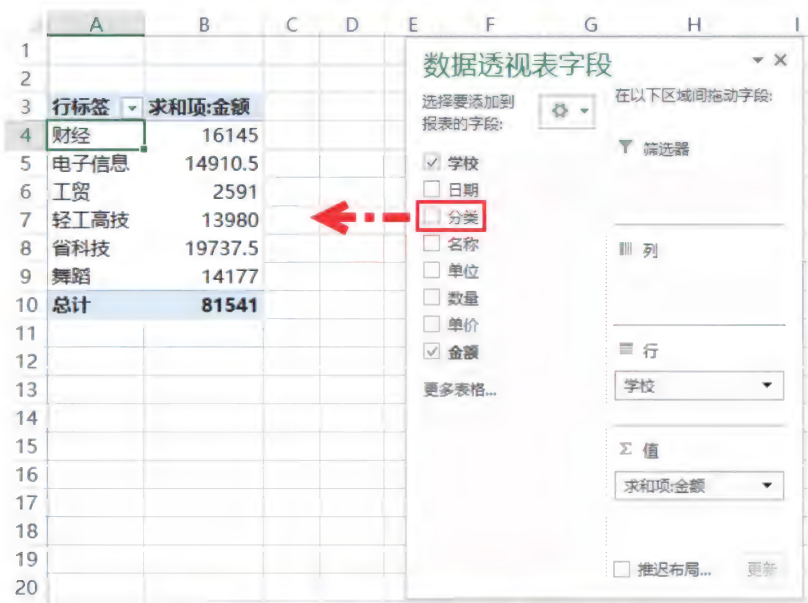 A B C D E F G H I
1
2
3 行标签 求和项:金额
4 财经 16145
5 电子信息 14910.5
6 工贸 2591
7 轻工高技 13980
8 省科技 19737.5
9 舞蹈 14177
10 总计 81541
11
12
13
14
15
16
17
18
19
20
数据透视表字段
选择要添加到
报表的字段:
学校
日期
分类
名称
单位
数量
单价
金额
更多表格...
在以下区域间拖动字段:
筛选器
列
行
学校
Σ 值
求和项:金额
推迟布局... 更新